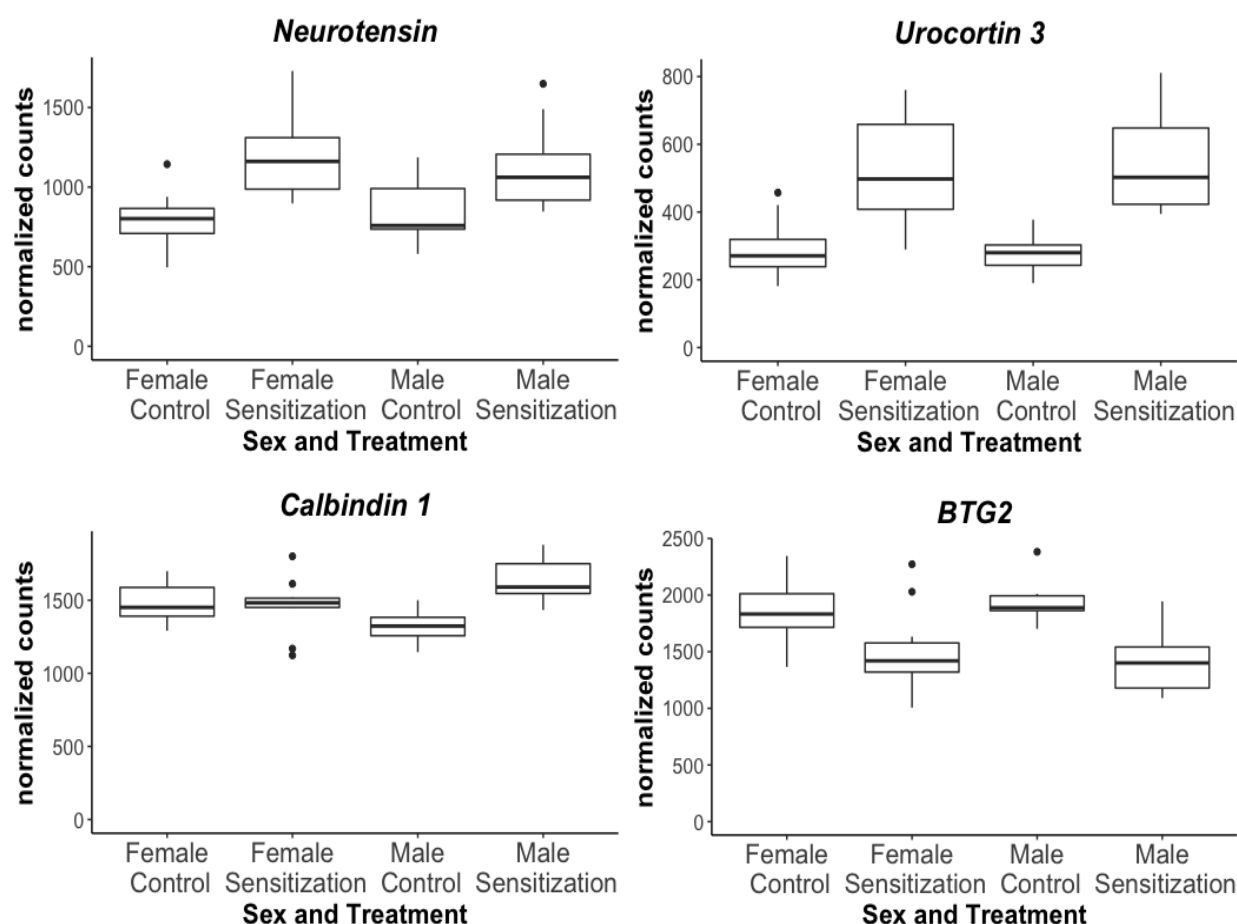 Neurotensin
normalized counts
1500
1000
500
0
Female Female Male Male
Control Sensitization Control Sensitization
Sex and Treatment
Urocortin 3
normalized counts
800
600
400
200
0
Female Female Male Male
Control Sensitization Control Sensitization
Sex and Treatment
Calbindin 1
normalized counts
1500
1000
500
0
Female Female Male Male
Control Sensitization Control Sensitization
Sex and Treatment
BTG2
normalized counts
2500
2000
1500
1000
500
0
Female Female Male Male
Control Sensitization Control Sensitization
Sex and Treatment